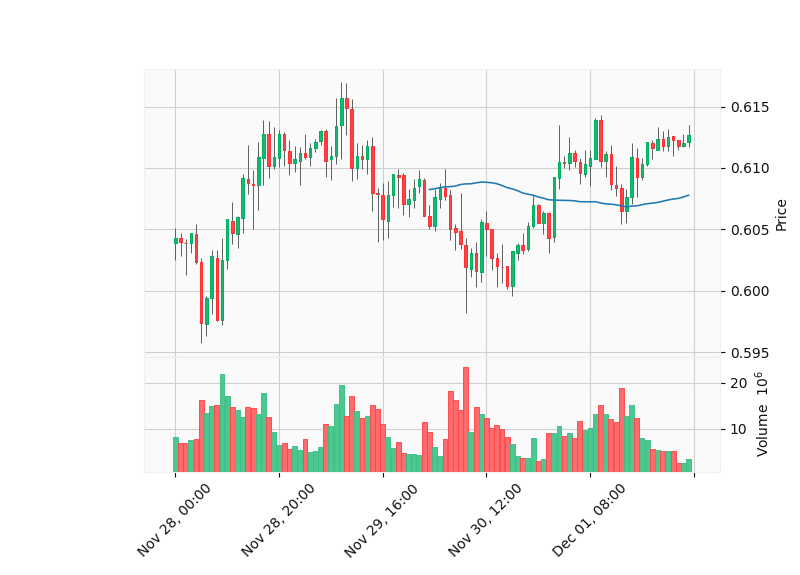 0.615
0.610
0.605
0.600
0.595
Price
20
10
Volume 10^6
Nov 28, 00:00
Nov 28, 20:00
Nov 29, 16:00
Nov 30, 12:00
Dec 01, 08:00